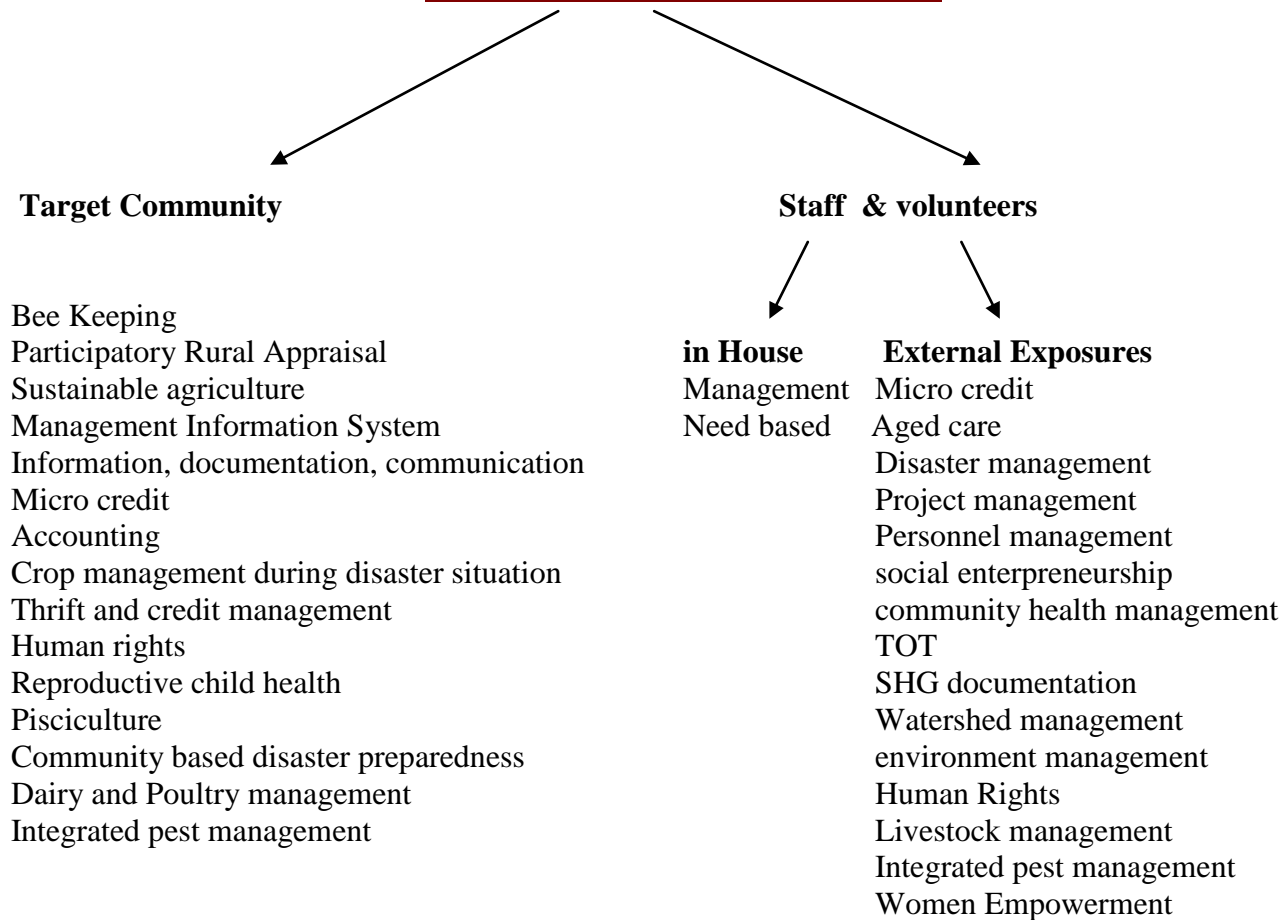 Target Community
Staff & volunteers
Bee Keeping
Participatory Rural Appraisal
Sustainable agriculture
Management Information System
Information, documentation, communication
Micro credit
Accounting
Crop management during disaster situation
Thrift and credit management
Human rights
Reproductive child health
Pisciculture
Community based disaster preparedness
Dairy and Poultry management
Integrated pest management
in House
Management
Need based
External Exposures
Micro credit
Aged care
Disaster management
Project management
Personnel management
social enterpreneurship
community health management
TOT
SHG documentation
Watershed management
environment management
Human Rights
Livestock management
Integrated pest management
Women Empowerment